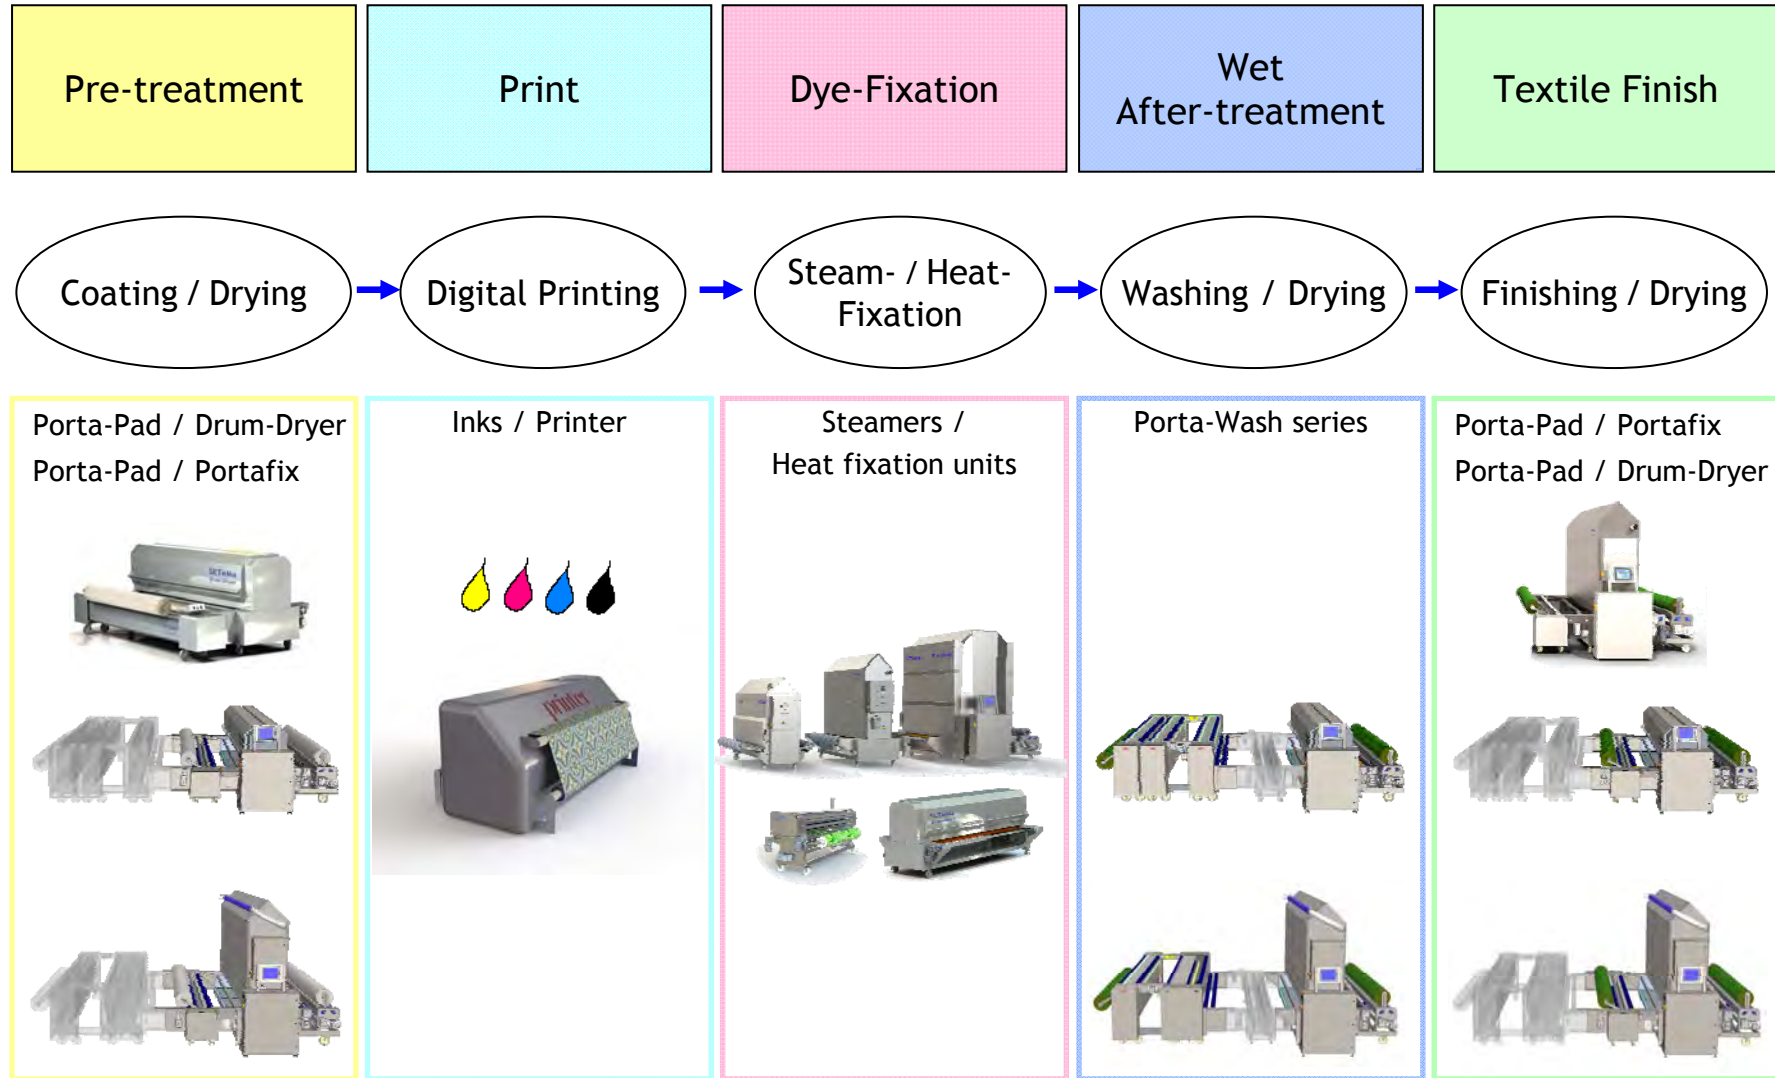 Pre-treatment
Print
Dye-Fixation
Wet
After-treatment
Textile Finish
Coating / Drying
Digital Printing
Steam- / Heat-
Fixation
Washing / Drying
Finishing / Drying
Porta-Pad / Drum-Dryer
Porta-Pad / Portafix
Inks / Printer
Steamers /
Heat fixation units
Porta-Wash series
Porta-Pad / Portafix
Porta-Pad / Drum-Dryer
printer